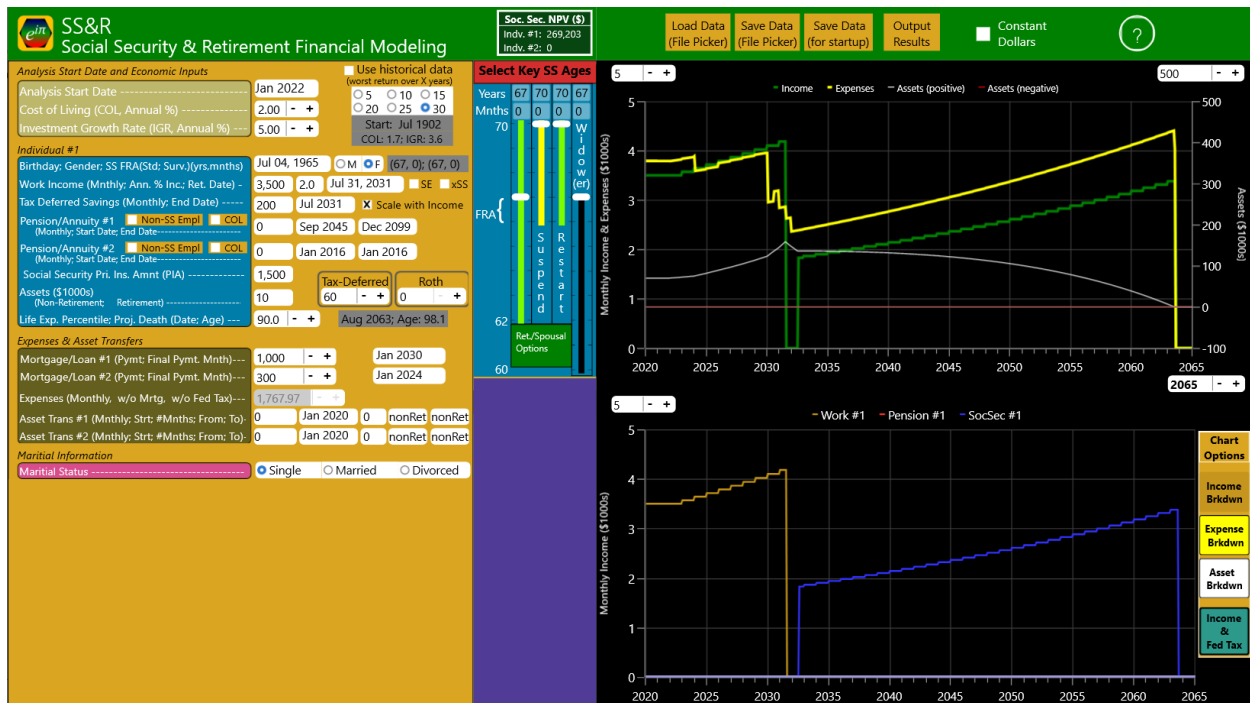 ein
SS&R
Social Security & Retirement Financial Modeling
Soc. Sec. NPV ($)
Indv. #1: 269,203
Indv. #2: 0
Load Data (File Picker)
Save Data (File Picker)
Save Data (for startup)
Output Results
Constant Dollars
?
Analysis Start Date and Economic Inputs
Use historical data
(worst return over X years)
Analysis Start Date ----------------------- Jan 2022
5 10 15
Cost of Living (COL, Annual %) --------------- 2.00 - +
20 25 30
Investment Growth Rate (IGR, Annual %) --- 5.00 - +
Start: Jul 1902
COL: 1.7; IGR: 3.6
Individual #1
Birthday; Gender; SS FRA(Std; Surv.)(yrs,mnths) Jul 04, 1965 M F (67, 0); (67, 0)
Work Income (Mnthly; Ann. % Inc.; Ret. Date) - 3,500 2.0 Jul 31, 2031 SE xSS
Tax Deferred Savings (Monthly; End Date) ----- 200 Jul 2031 X Scale with Income
Pension/Annuity #1 Non-SS Empl COL
(Monthly; Start Date; End Date------------------------ 0 Sep 2045 Dec 2099
Pension/Annuity #2 Non-SS Empl COL
(Monthly; Start Date; End Date------------------------ 0 Jan 2016 Jan 2016
Social Security Pri. Ins. Amnt (PIA) -------------- 1,500
Tax-Deferred Roth
Assets ($1000s)
(Non-Retirement; Retirement) --------------------- 10 60 - + 0 - +
Life Exp. Percentile; Proj. Death (Date; Age) --- 90.0 - + Aug 2063; Age: 98.1
Expenses & Asset Transfers
Mortgage/Loan #1 (Pymt; Final Pymt. Mnth)--- 1,000 - + Jan 2030
Mortgage/Loan #2 (Pymt; Final Pymt. Mnth)--- 300 - + Jan 2024
Expenses (Monthly, w/o Mrtg, w/o Fed Tax)--- 1,767.97 - +
Asset Trans #1 (Mnthly; Strt; #Mnths; From; To)- 0 Jan 2020 0 nonRet nonRet
Asset Trans #2 (Mnthly; Strt; #Mnths; From; To)- 0 Jan 2020 0 nonRet nonRet
Maritial Information
Maritial Status ---------------------------------- Single Married Divorced
Select Key SS Ages
Years 67 70 70 67
Mnths 0 0 0 0
70
FRA{
62
60
Suspend
Restart
Widow(er)
Ret./Spousal Options
5 - +
500 - +
Income Expenses Assets (positive) Assets (negative)
Monthly Income & Expenses ($1000s)
5
4
3
2
1
0
Assets ($1000s)
500
400
300
200
100
0
-100
2020 2025 2030 2035 2040 2045 2050 2055 2060 2065
2065 - +
5 - +
Work #1 Pension #1 SocSec #1
Monthly Income ($1000s)
5
4
3
2
1
0
2020 2025 2030 2035 2040 2045 2050 2055 2060 2065
Chart Options
Income Brkdwn
Expense Brkdwn
Asset Brkdwn
Income & Fed Tax